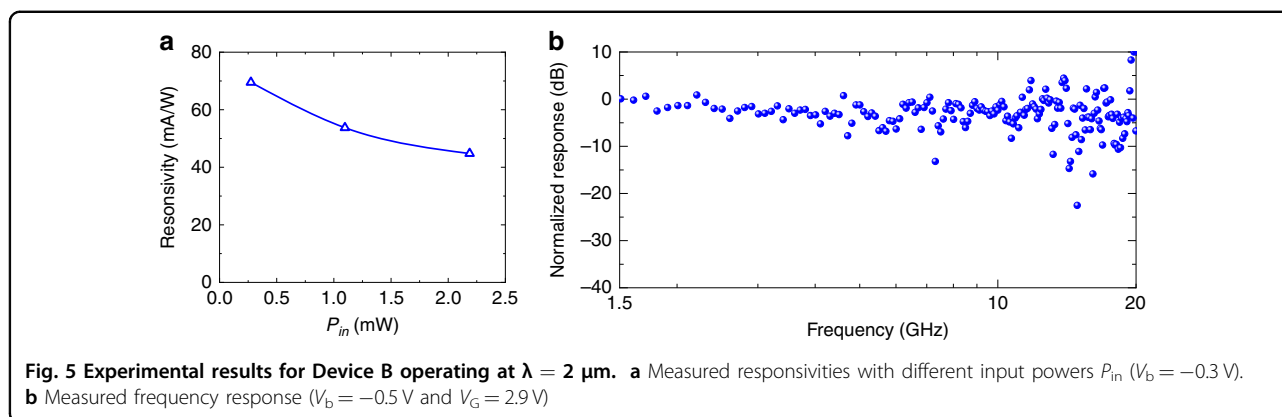 a
80
60
40
20
0
Resonsivity (mA/W)
0.0 0.5 1.0 1.5 2.0 2.5
P_in (mW)
b
10
0
−10
−20
−30
−40
Normalized response (dB)
1.5 10 20
Frequency (GHz)
Fig. 5 Experimental results for Device B operating at λ = 2 μm. a Measured responsivities with different input powers P_in (V_b = −0.3 V).
b Measured frequency response (V_b = −0.5 V and V_G = 2.9 V)